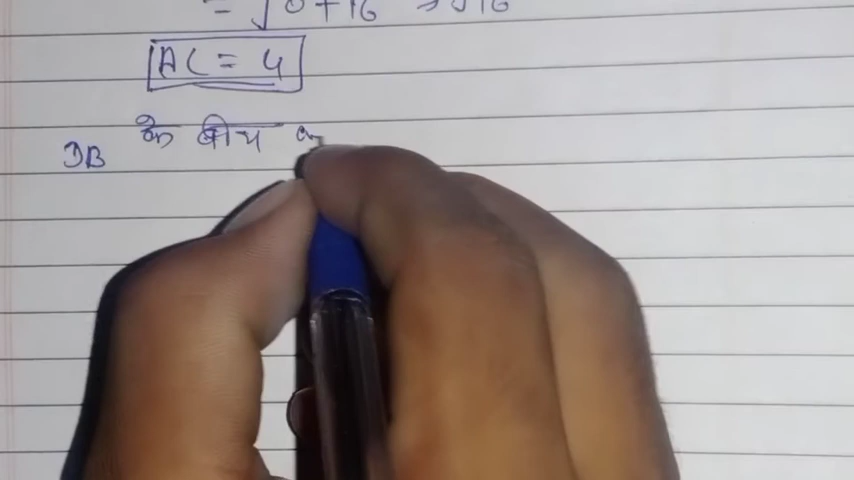 = √0+16 → √16
AC = 4
DB के बीच क